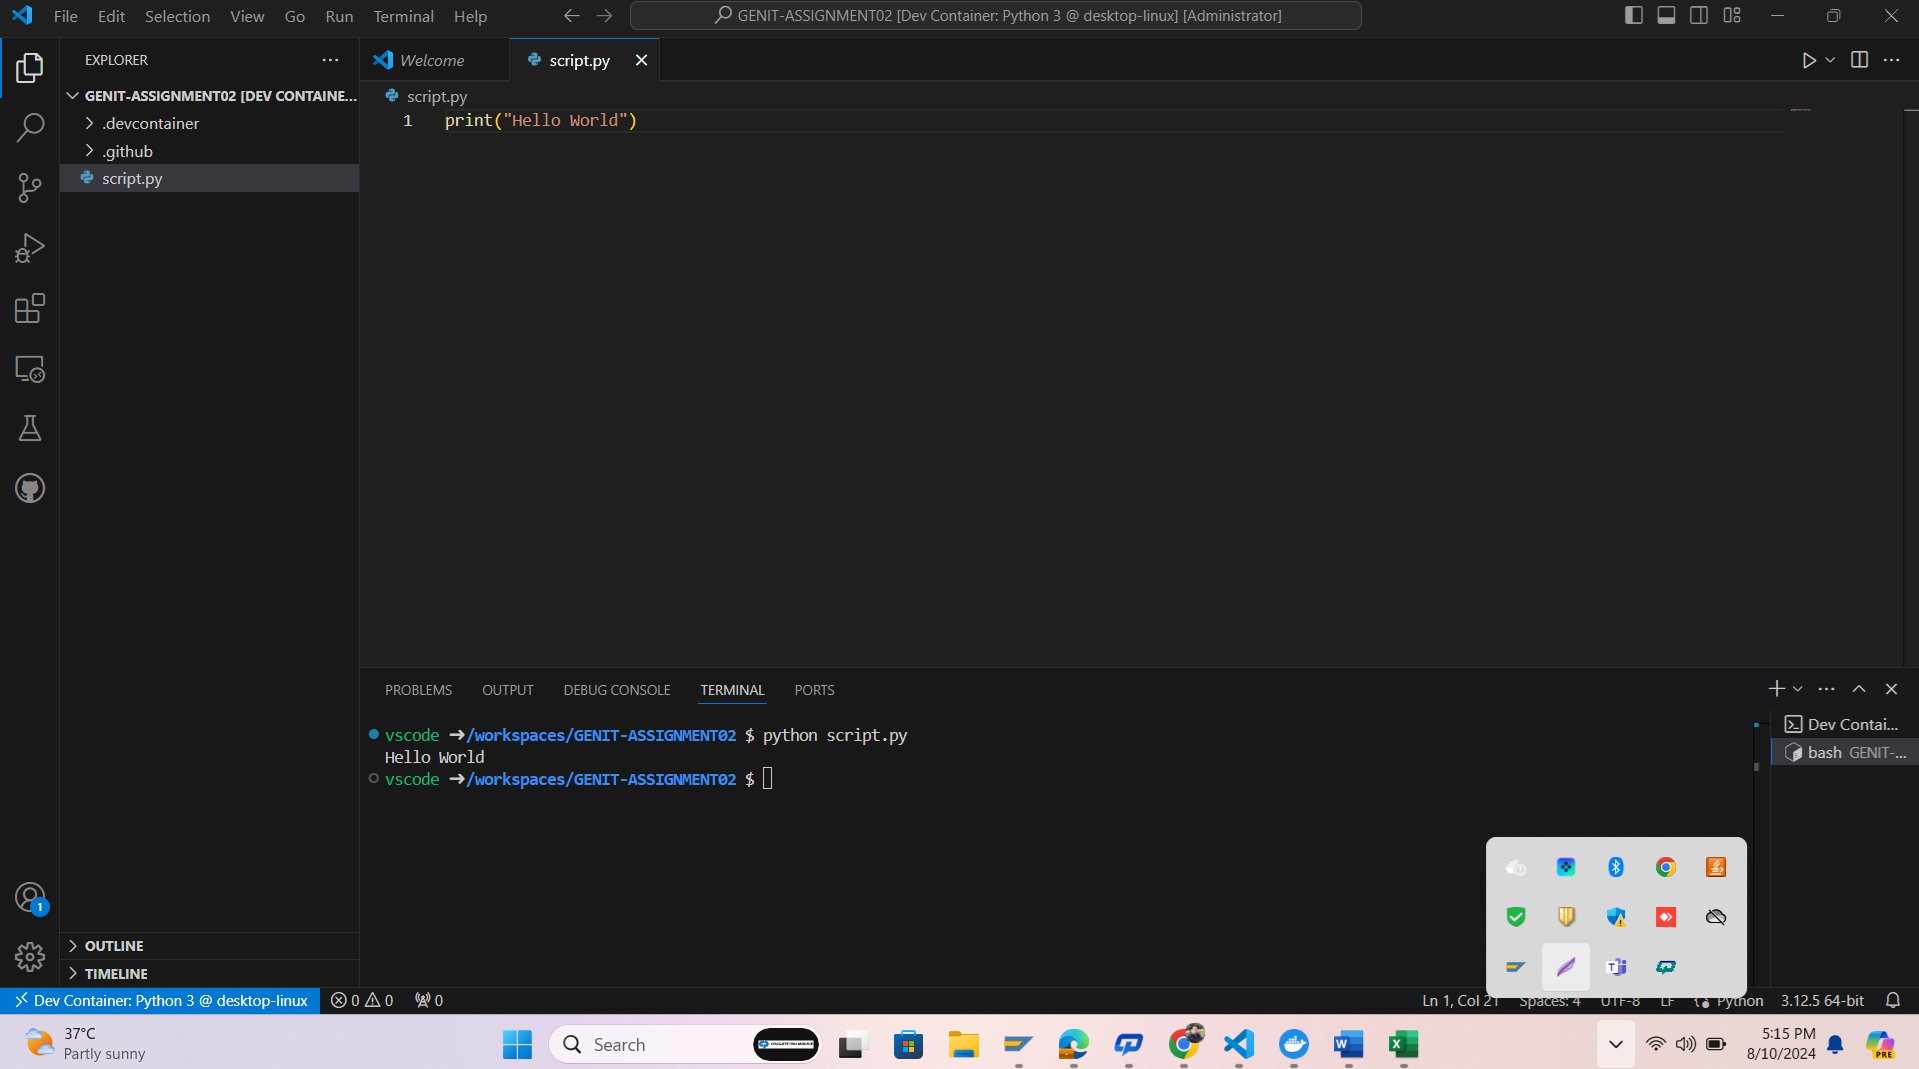 File Edit Selection View Go Run Terminal Help
GENIT-ASSIGNMENT02 [Dev Container: Python 3 @ desktop-linux] [Administrator]
EXPLORER
GENIT-ASSIGNMENT02 [DEV CONTAINE...
.devcontainer
.github
script.py
OUTLINE
TIMELINE
Welcome
script.py
script.py
1 print("Hello World")
PROBLEMS OUTPUT DEBUG CONSOLE TERMINAL PORTS
vscode ➜/workspaces/GENIT-ASSIGNMENT02 $ python script.py
Hello World
vscode ➜/workspaces/GENIT-ASSIGNMENT02 $
Dev Contai...
bash GENIT-...
1
Dev Container: Python 3 @ desktop-linux 0 0 0
Ln 1, Col 21 Spaces: 4 UTF-8 LF Python 3.12.5 64-bit
37°C
Partly sunny
Search
5:15 PM
8/10/2024
PRE